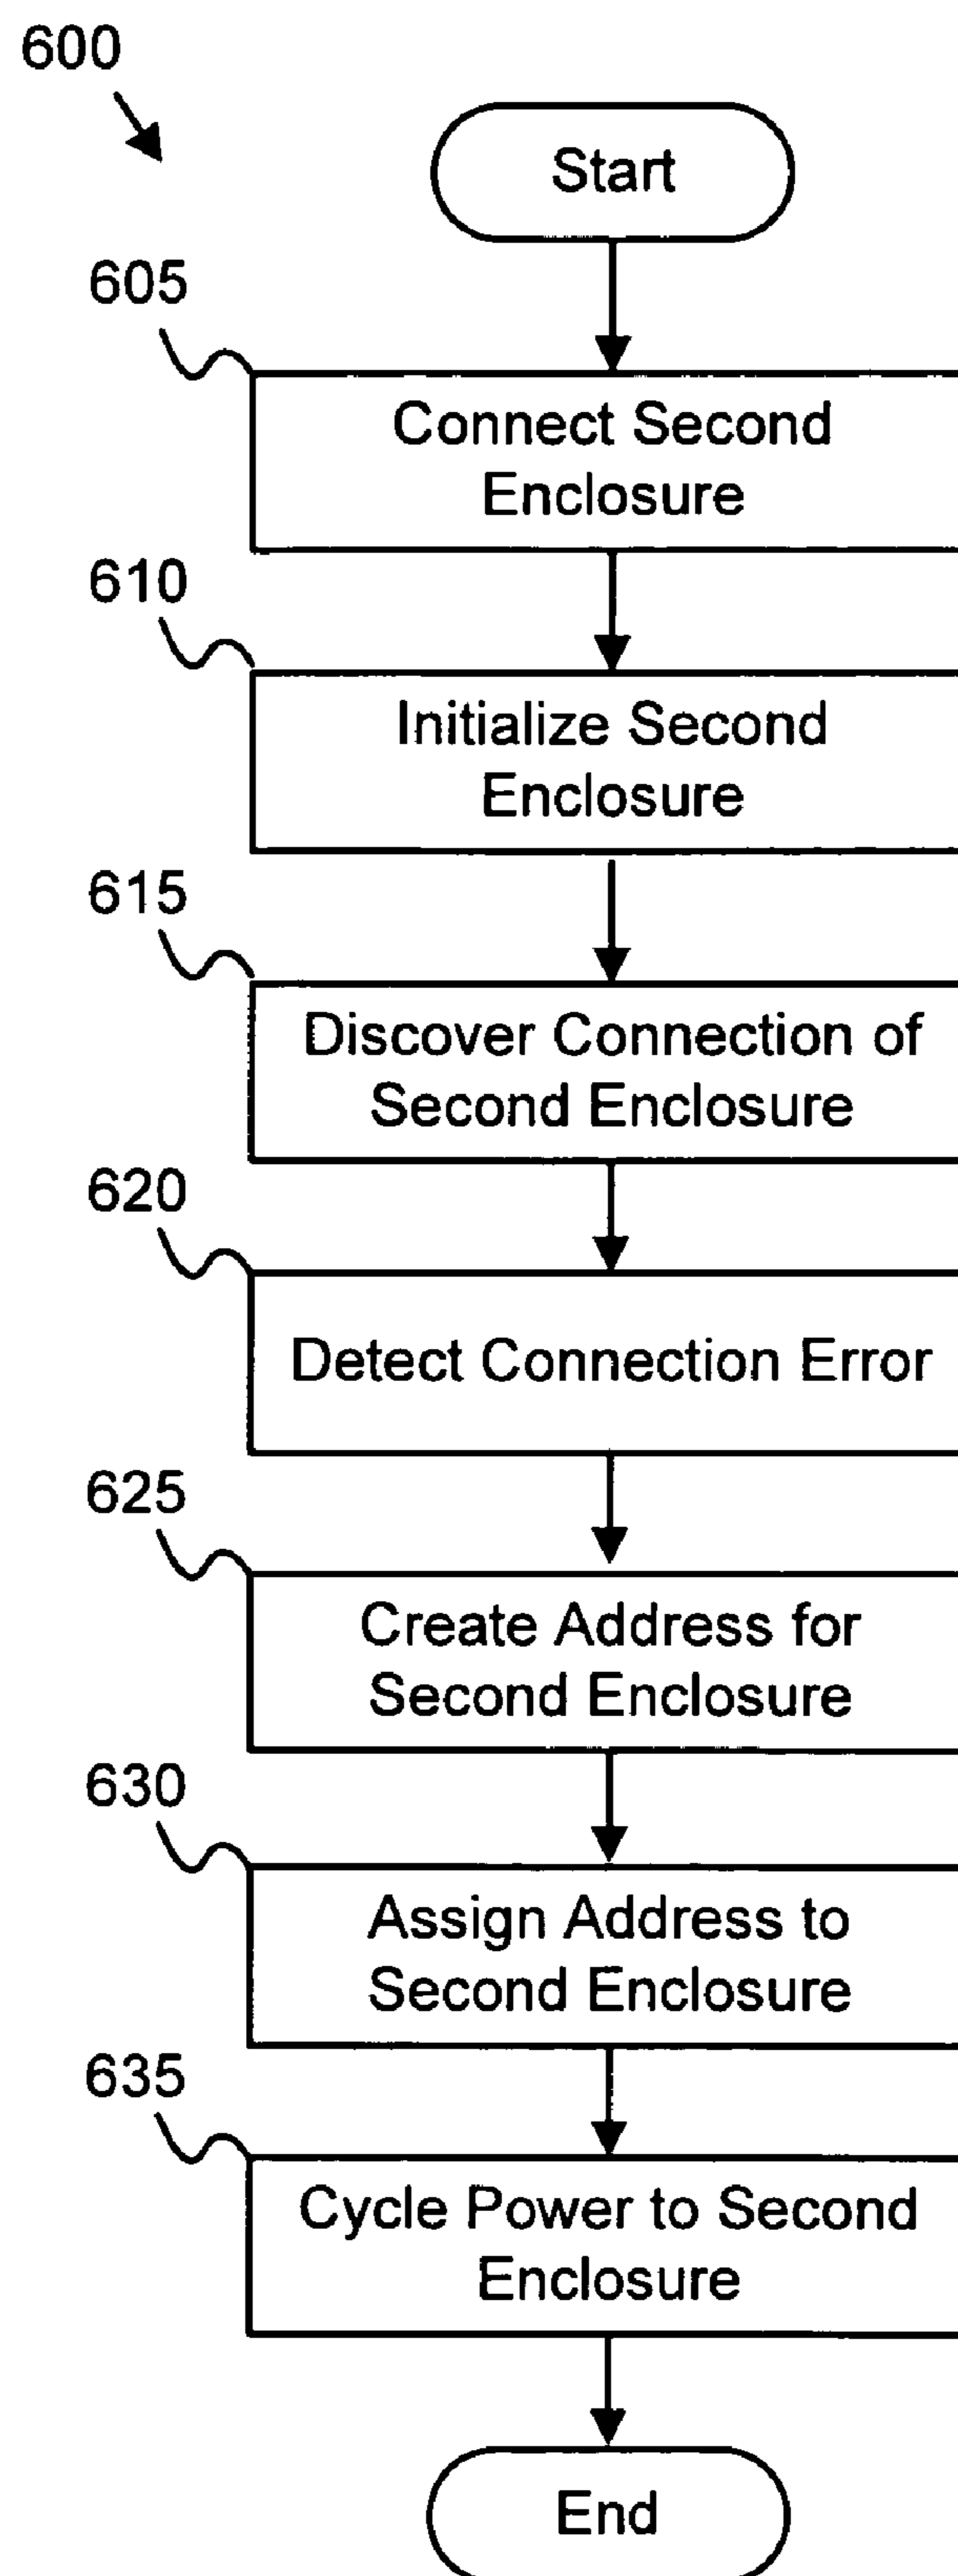 600
Start
605
Connect Second
Enclosure
610
Initialize Second
Enclosure
615
Discover Connection of
Second Enclosure
620
Detect Connection Error
625
Create Address for
Second Enclosure
630
Assign Address to
Second Enclosure
635
Cycle Power to Second
Enclosure
End